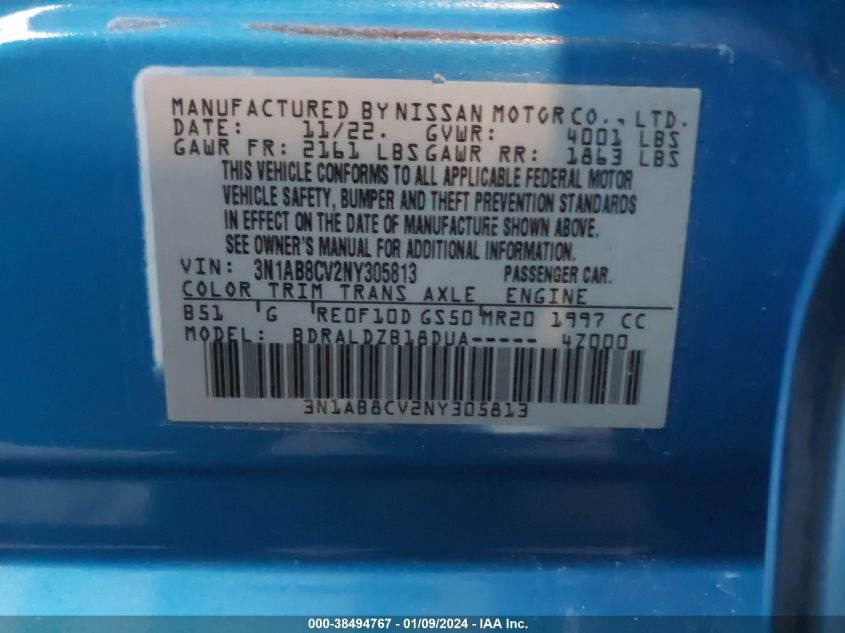 MANUFACTURED BY NISSAN MOTOR CO., LTD.
DATE: 11/22. GVWR: 4001 LBS
GAWR FR: 2161 LBS GAWR RR: 1863 LBS
THIS VEHICLE CONFORMS TO ALL APPLICABLE FEDERAL MOTOR
VEHICLE SAFETY, BUMPER AND THEFT PREVENTION STANDARDS
IN EFFECT ON THE DATE OF MANUFACTURE SHOWN ABOVE.
SEE OWNER'S MANUAL FOR ADDITIONAL INFORMATION.
VIN: 3N1AB8CV2NY305813 PASSENGER CAR.
COLOR TRIM TRANS AXLE ENGINE
B51 G RE0F10D GS50 MR20 1997 CC
MODEL: BDRALDZB18DUA----- 4Z000
3N1AB8CV2NY305813
000-38494767 - 01/09/2024 - IAAI.com.